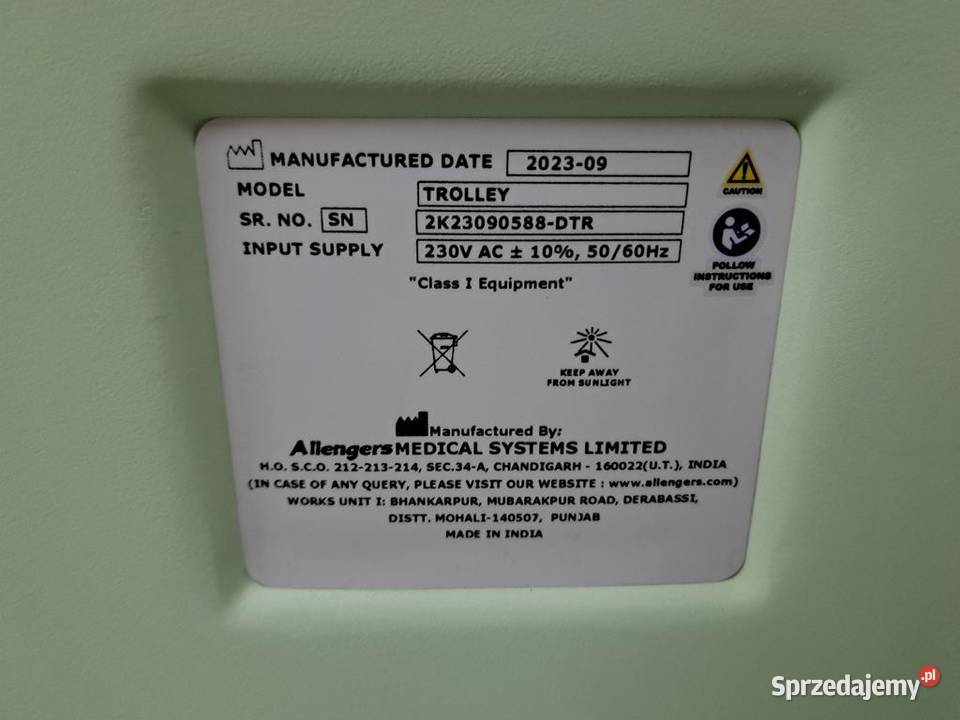 MANUFACTURED DATE 2023-09
MODEL TROLLEY
SR. NO. SN 2K23090588-DTR
INPUT SUPPLY 230V AC ± 10%, 50/60Hz
"Class I Equipment"
CAUTION
FOLLOW
INSTRUCTIONS
FOR USE
KEEP AWAY
FROM SUNLIGHT
Manufactured By:
Allengers MEDICAL SYSTEMS LIMITED
H.O. S.C.O. 212-213-214, SEC.34-A, CHANDIGARH - 160022(U.T.), INDIA
(IN CASE OF ANY QUERY, PLEASE VISIT OUR WEBSITE : www.allengers.com)
WORKS UNIT I: BHANKARPUR, MUBARAKPUR ROAD, DERABASSI,
DISTT. MOHALI-140507, PUNJAB
MADE IN INDIA
Sprzedajemy.pl